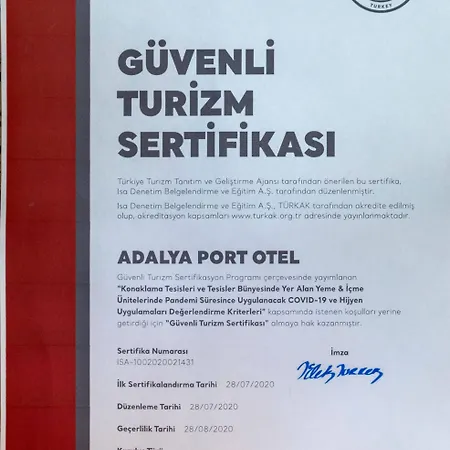 TURKEY
GÜVENLİ
TURİZM
SERTİFİKASI
Türkiye Turizm Tanıtım ve Geliştirme Ajansı tarafından önerilen bu sertifika,
Isa Denetim Belgelendirme ve Eğitim A.Ş. tarafından düzenlenmiştir.
Isa Denetim Belgelendirme ve Eğitim A.Ş., TÜRKAK tarafından akredite edilmiş
olup, akreditasyon kapsamları www.turkak.org.tr adresinde yayınlanmaktadır.
ADALYA PORT OTEL
Güvenli Turizm Sertifikasyon Programı çerçevesinde yayımlanan
"Konaklama Tesisleri ve Tesisler Bünyesinde Yer Alan Yeme & İçme
Ünitelerinde Pandemi Süresince Uygulanacak COVID-19 ve Hijyen
Uygulamaları Değerlendirme Kriterleri" kapsamında istenen koşulları yerine
getirdiği için "Güvenli Turizm Sertifikası" almaya hak kazanmıştır.
Sertifika Numarası
ISA-1002020021431
İmza
İlk Sertifikalandırma Tarihi 28/07/2020
Düzenleme Tarihi 28/07/2020
Geçerlilik Tarihi 28/08/2020